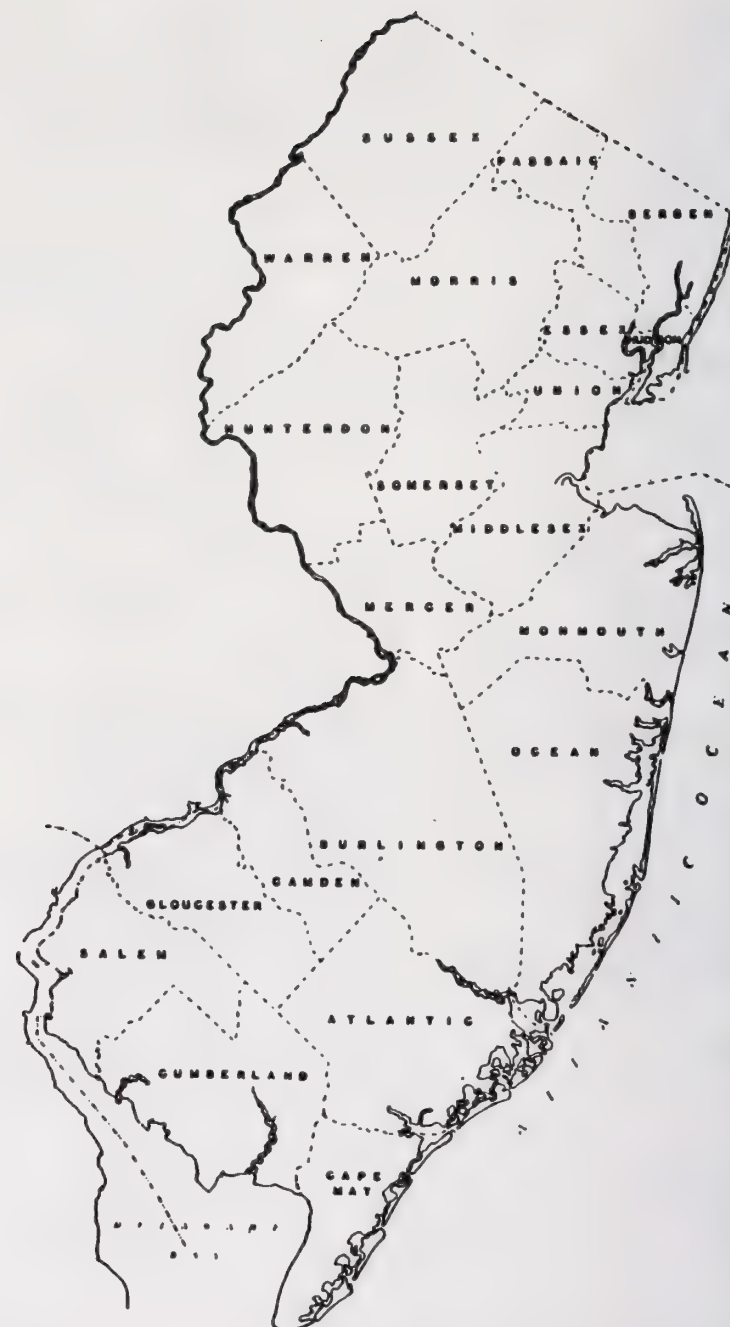 SUSSEX
PASSAIC
BERGEN
WARREN
MORRIS
ESSEX
HUDSON
UNION
HUNTERDON
SOMERSET
MIDDLESEX
MERCER
MONMOUTH
OCEAN
BURLINGTON
CAMDEN
GLOUCESTER
SALEM
ATLANTIC
CUMBERLAND
CAPE
MAY
OCEAN